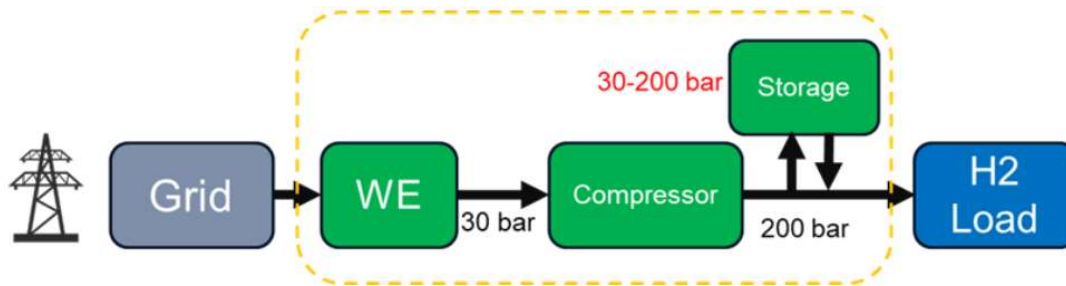 30-200 bar
Storage
Grid
WE
30 bar
Compressor
200 bar
H2
Load